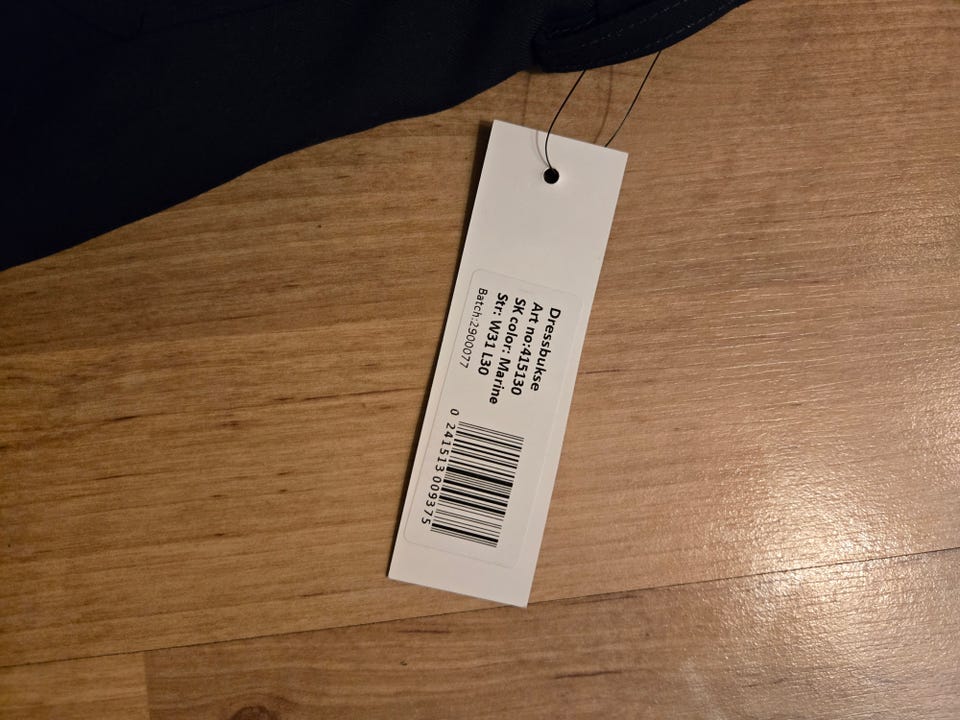 Dressbukse
Art no:415130
SK color: Marine
Str: W31 L30
Batch:2900077
0 241513 009375